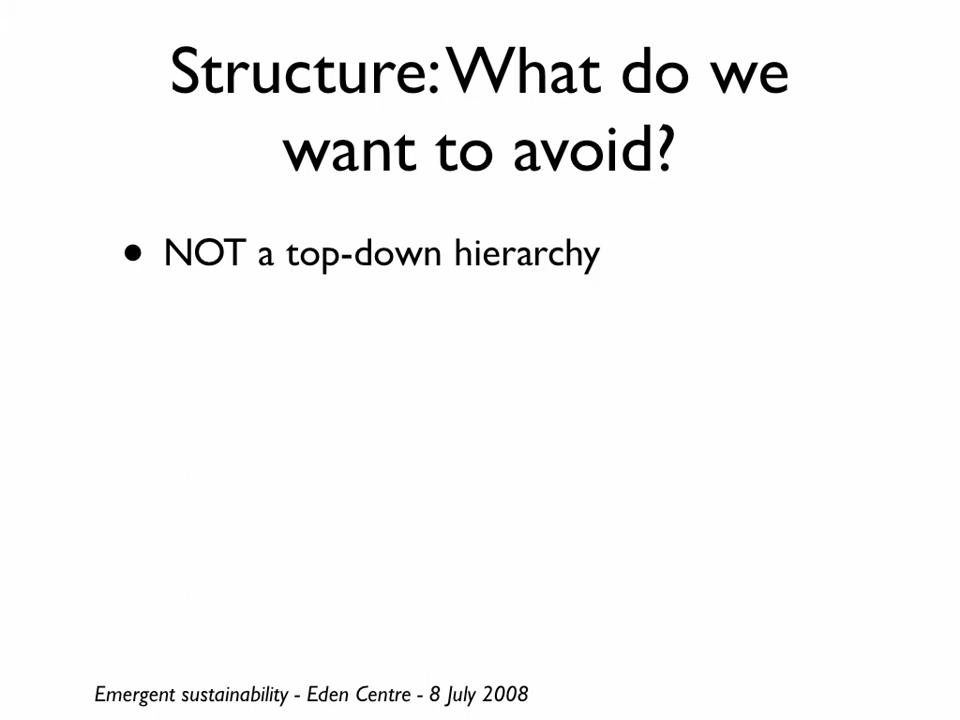 Structure: What do we
want to avoid?
• NOT a top-down hierarchy
Emergent sustainability - Eden Centre - 8 July 2008